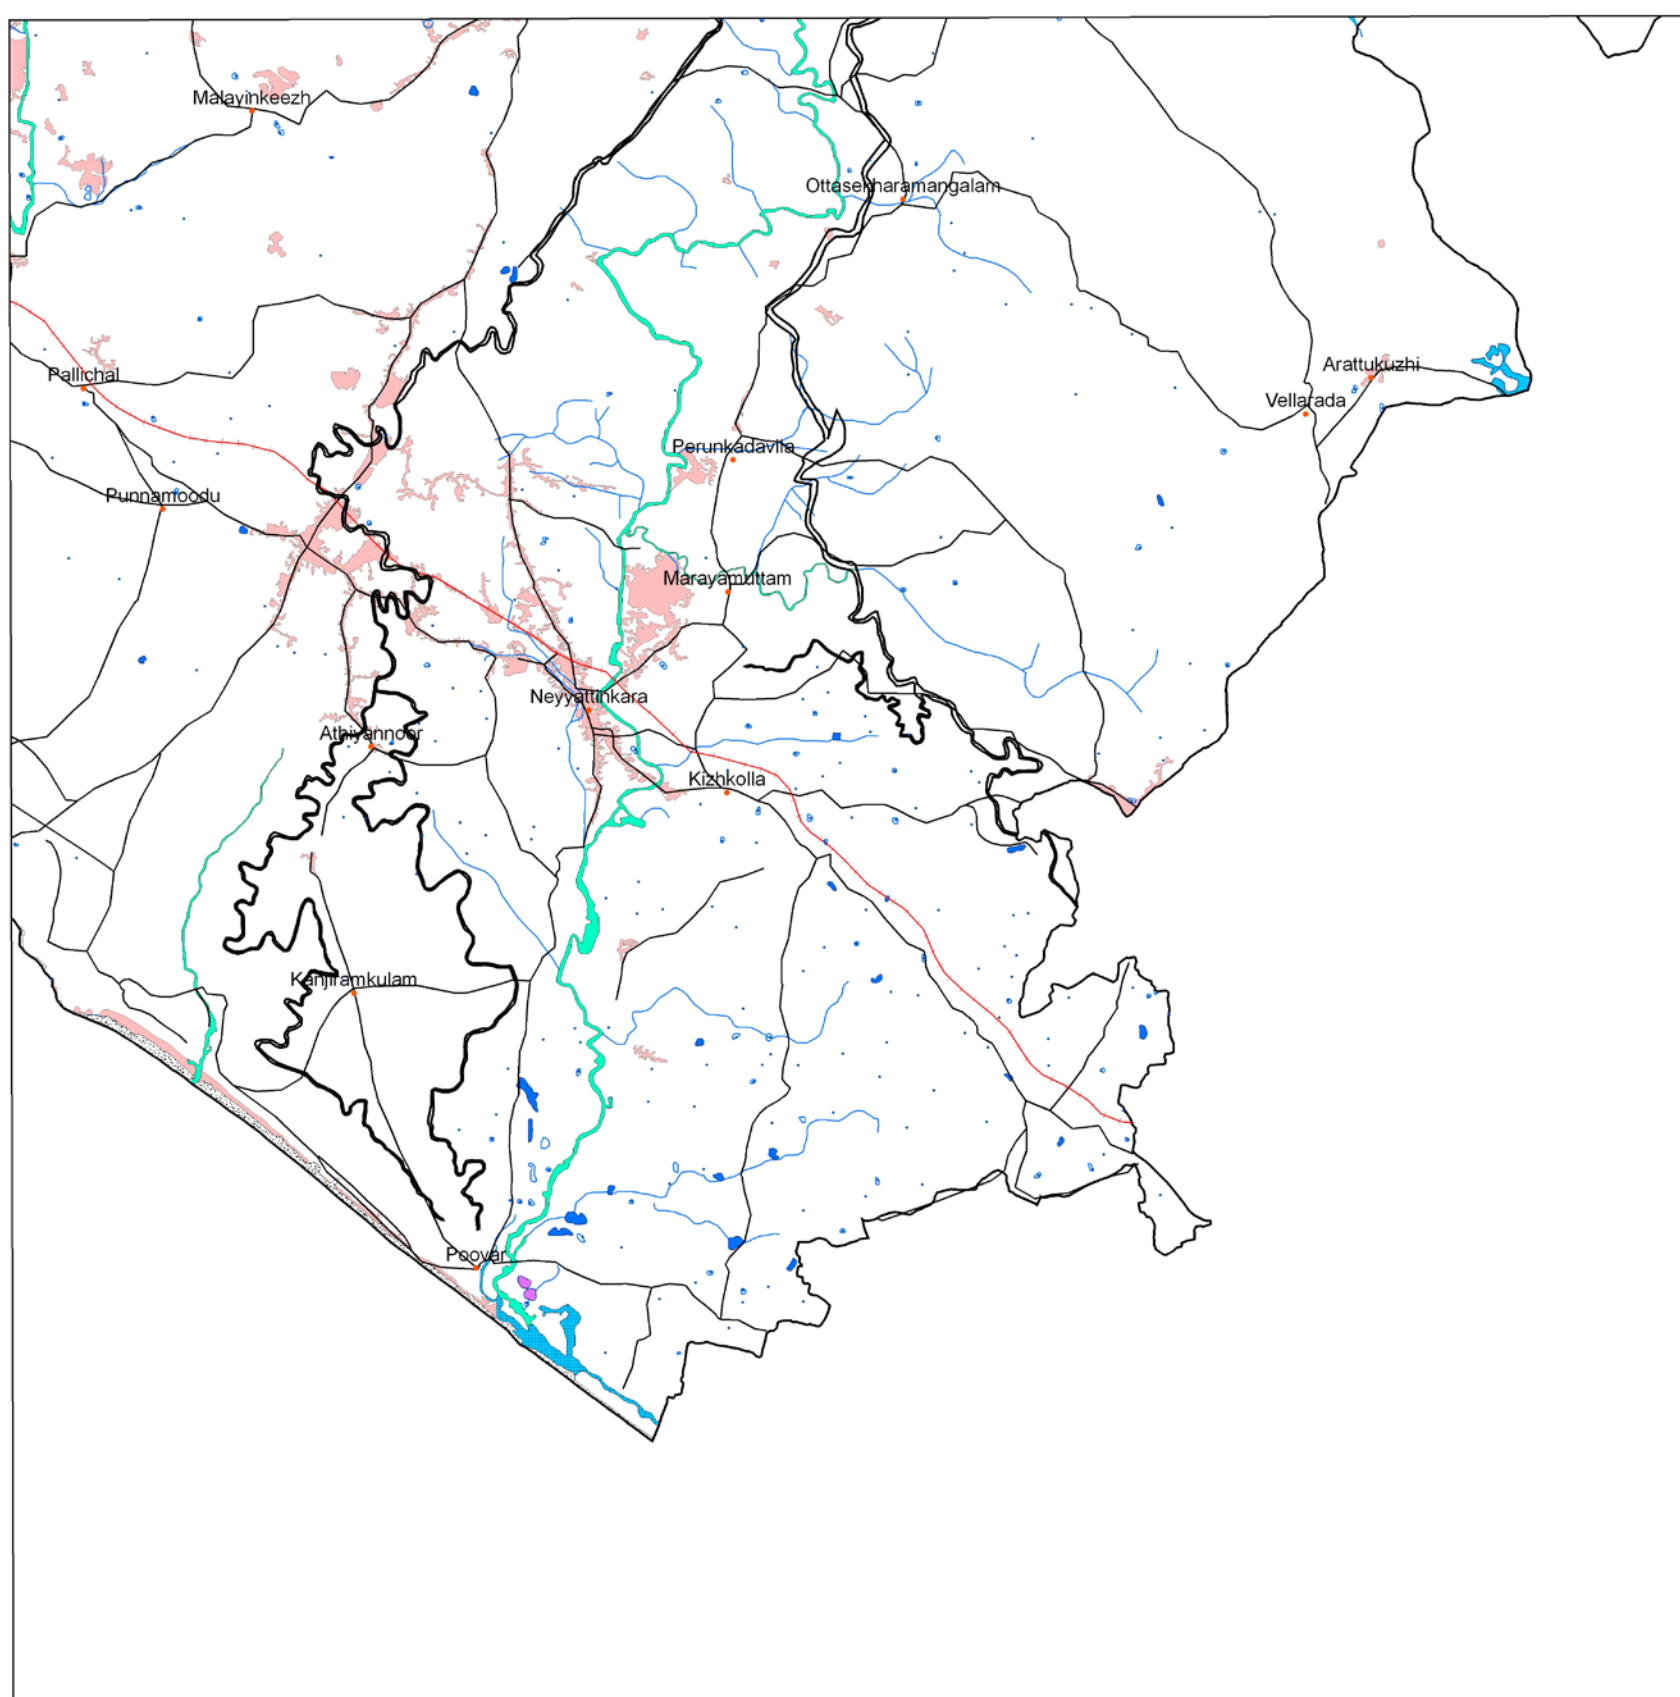 Malayinkeezh
Ottasekharamangalam
Arattukuzhi
Pallichal
Vellarada
Perunkadavila
Punnamoodu
Marayamuttam
Neyyattinkara
Athiyannoor
Kizhkolla
Kanjiramkulam
Poovar